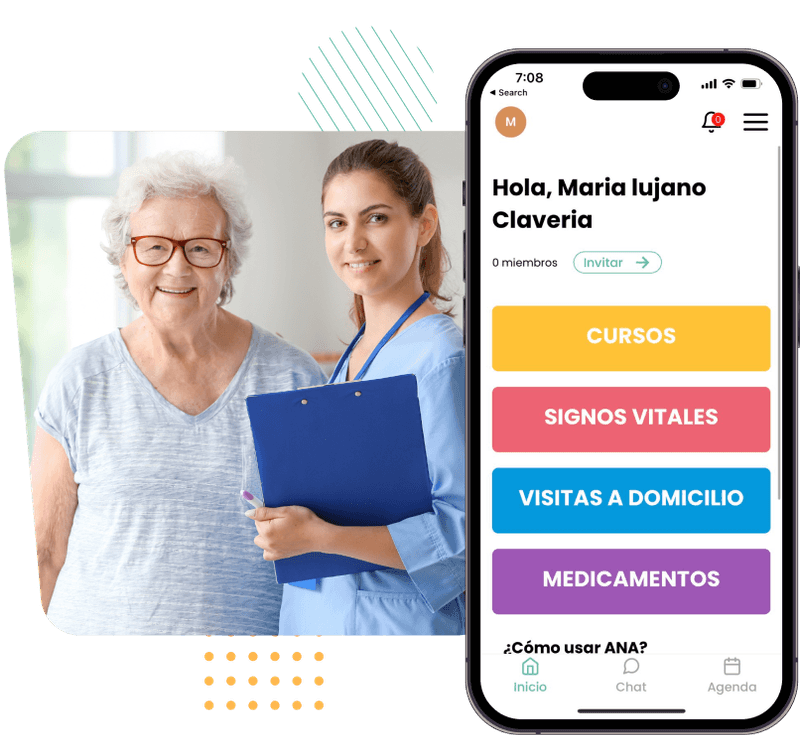 7:08
◀ Search
M
0
Hola, Maria lujano
Claveria
0 miembros
Invitar →
CURSOS
SIGNOS VITALES
VISITAS A DOMICILIO
MEDICAMENTOS
¿Cómo usar ANA?
Inicio
Chat
Agenda